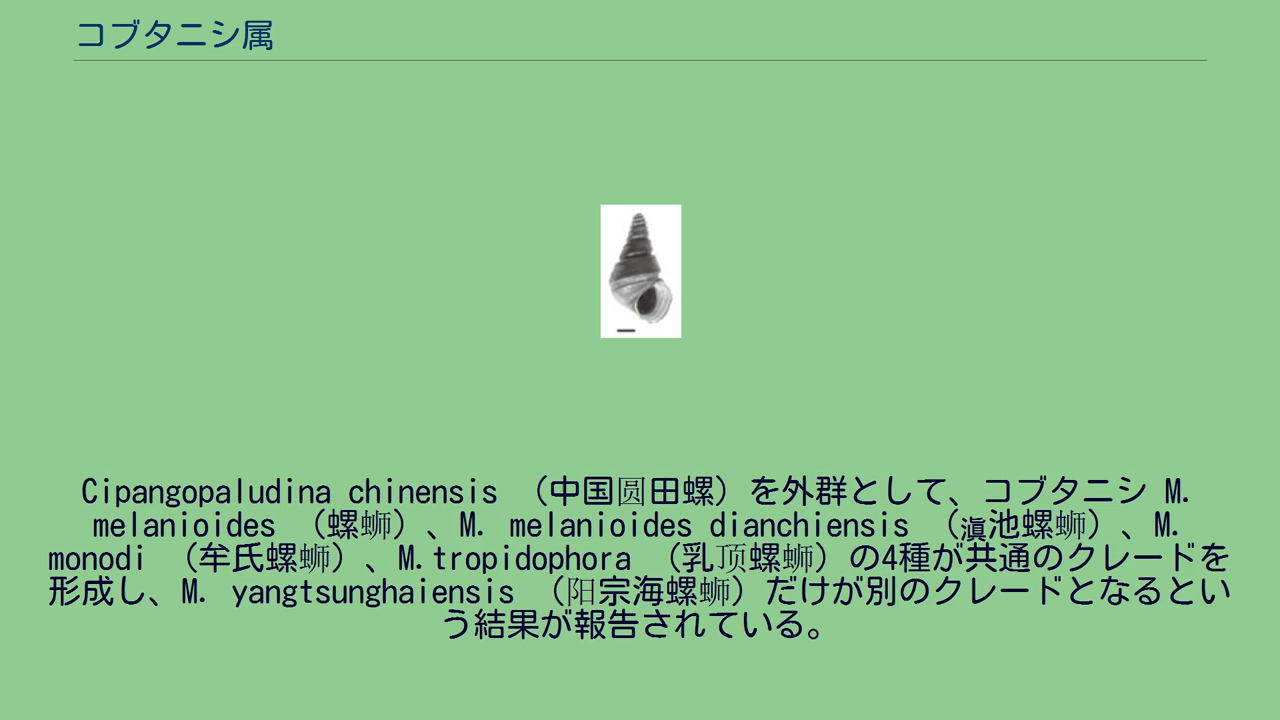 コブタニシ属
Cipangopaludina chinensis （中国圆田螺）を外群として、コブタニシ M.
melanioides （螺蛳）、M. melanioides dianchiensis （滇池螺蛳）、M.
monodi （牟氏螺蛳）、M.tropidophora （乳顶螺蛳）の4種が共通のクレードを
形成し、M. yangtsunghaiensis （阳宗海螺蛳）だけが別のクレードとなるとい
う結果が報告されている。